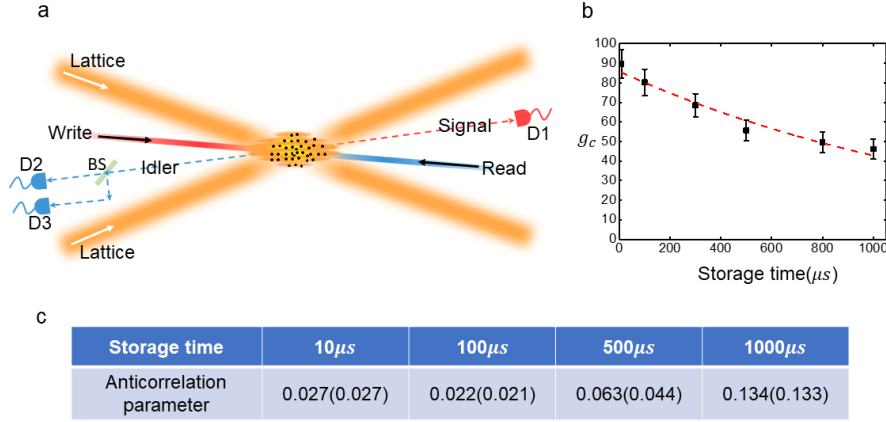 a
Lattice
Write
Signal
D1
D2
BS
Idler
Read
D3
Lattice
b
100
90
80
70
60
50
40
30
20
10
0
g_c
0 200 400 600 800 1000
Storage time(μs)
c
Storage time 10μs 100μs 500μs 1000μs
Anticorrelation
parameter 0.027(0.027) 0.022(0.021) 0.063(0.044) 0.134(0.133)